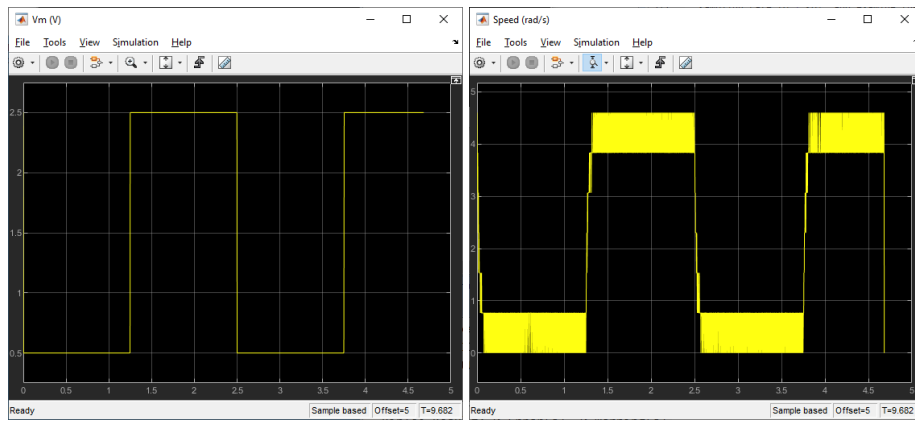 Vm (V)
File Tools View Simulation Help
2.5
2
1.5
1
0.5
0 0.5 1 1.5 2 2.5 3 3.5 4 4.5 5
Ready Sample based Offset=5 T=9.682
Speed (rad/s)
File Tools View Simulation Help
5
4
3
2
1
0
0 0.5 1 1.5 2 2.5 3 3.5 4 4.5 5
Ready Sample based Offset=5 T=9.682